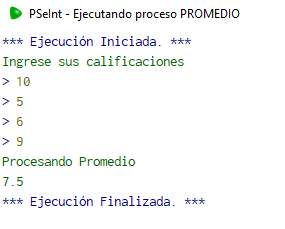 PSeInt - Ejecutando proceso PROMEDIO
*** Ejecución Iniciada. ***
Ingrese sus calificaciones
> 10
> 5
> 6
> 9
Procesando Promedio
7.5
*** Ejecución Finalizada. ***